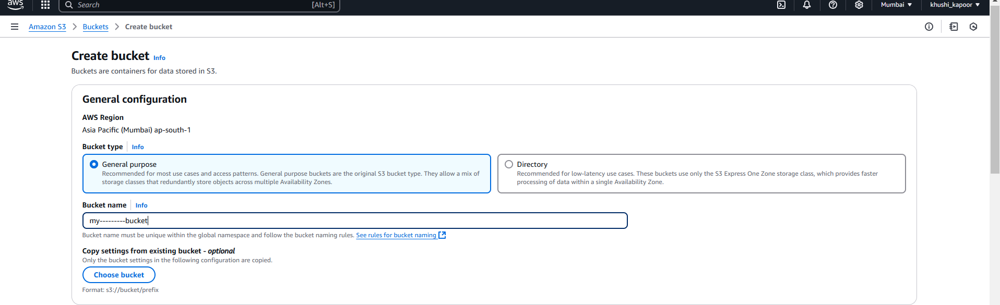 aws Search [Alt+S] Mumbai khushi_kapoor
Amazon S3 Buckets Create bucket
Create bucket Info
Buckets are containers for data stored in S3.
General configuration
AWS Region
Asia Pacific (Mumbai) ap-south-1
Bucket type Info
General purpose
Recommended for most use cases and access patterns. General purpose buckets are the original S3 bucket type. They allow a mix of
storage classes that redundantly store objects across multiple Availability Zones.
Directory
Recommended for low-latency use cases. These buckets use only the S3 Express One Zone storage class, which provides faster
processing of data within a single Availability Zone.
Bucket name Info
my---------bucket
Bucket name must be unique within the global namespace and follow the bucket naming rules. See rules for bucket naming
Copy settings from existing bucket - optional
Only the bucket settings in the following configuration are copied.
Choose bucket
Format: s3://bucket/prefix